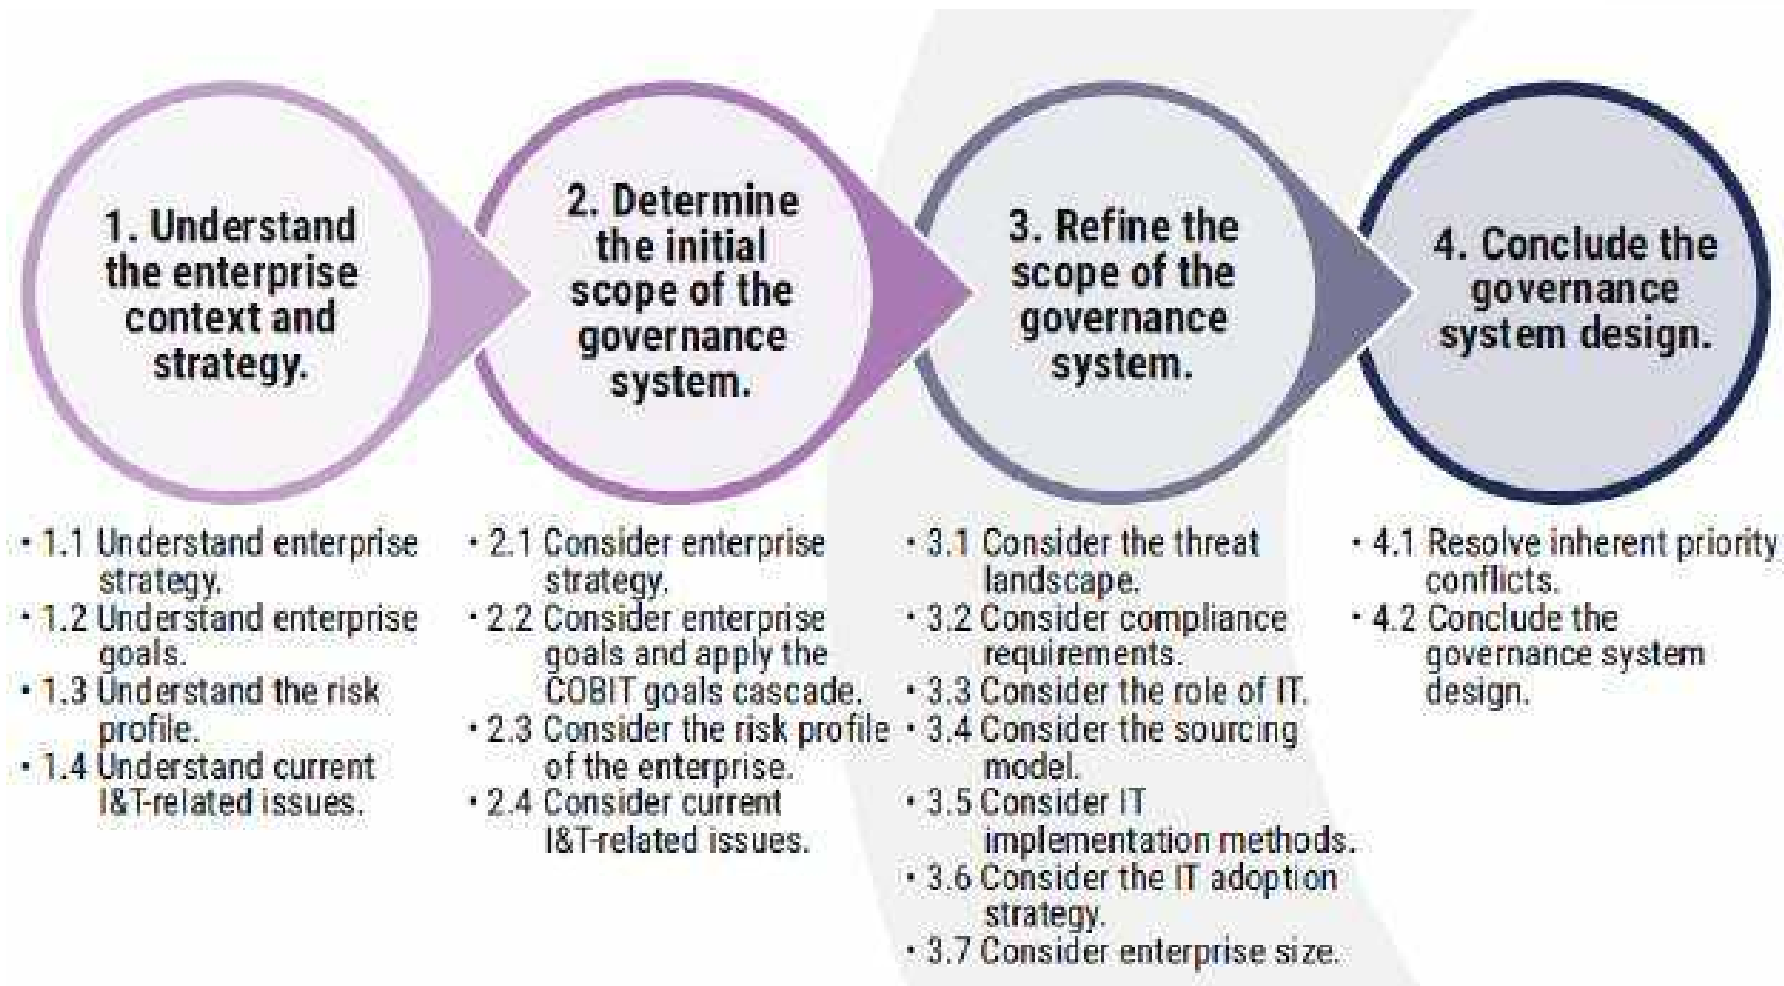 1. Understand
the enterprise
context and
strategy.
2. Determine
the initial
scope of the
governance
system.
3. Refine the
scope of the
governance
system.
4. Conclude the
governance
system design.
• 1.1 Understand enterprise
strategy.
• 1.2 Understand enterprise
goals.
• 1.3 Understand the risk
profile.
• 1.4 Understand current
I&T-related issues.
• 2.1 Consider enterprise
strategy.
• 2.2 Consider enterprise
goals and apply the
COBIT goals cascade.
• 2.3 Consider the risk profile
of the enterprise.
• 2.4 Consider current
I&T-related issues.
• 3.1 Consider the threat
landscape.
• 3.2 Consider compliance
requirements.
• 3.3 Consider the role of IT.
• 3.4 Consider the sourcing
model.
• 3.5 Consider IT
implementation methods.
• 3.6 Consider the IT adoption
strategy.
• 3.7 Consider enterprise size.
• 4.1 Resolve inherent priority
conflicts.
• 4.2 Conclude the
governance system
design.